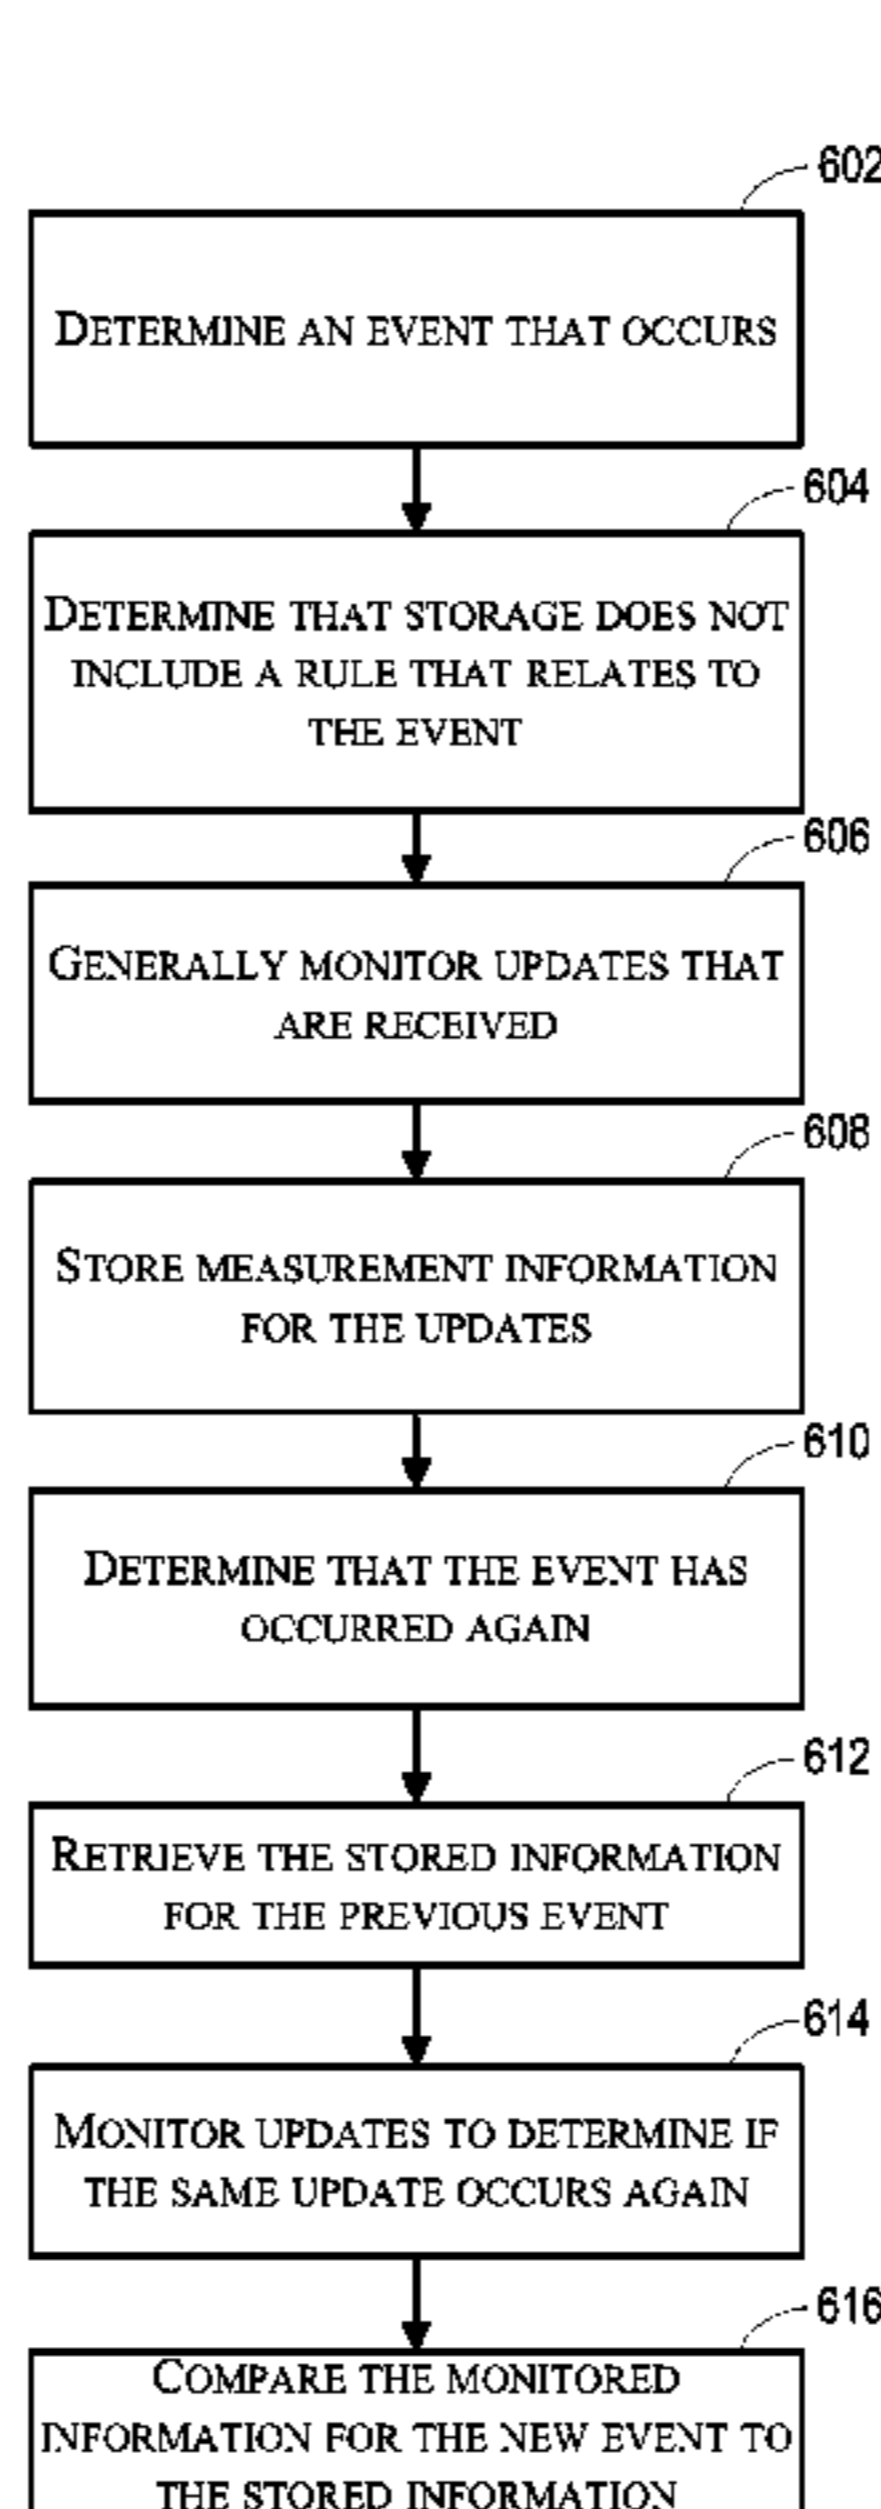 602
DETERMINE AN EVENT THAT OCCURS
604
DETERMINE THAT STORAGE DOES NOT
INCLUDE A RULE THAT RELATES TO
THE EVENT
606
GENERALLY MONITOR UPDATES THAT
ARE RECEIVED
608
STORE MEASUREMENT INFORMATION
FOR THE UPDATES
610
DETERMINE THAT THE EVENT HAS
OCCURRED AGAIN
612
RETRIEVE THE STORED INFORMATION
FOR THE PREVIOUS EVENT
614
MONITOR UPDATES TO DETERMINE IF
THE SAME UPDATE OCCURS AGAIN
616
COMPARE THE MONITORED
INFORMATION FOR THE NEW EVENT TO
THE STORED INFORMATION